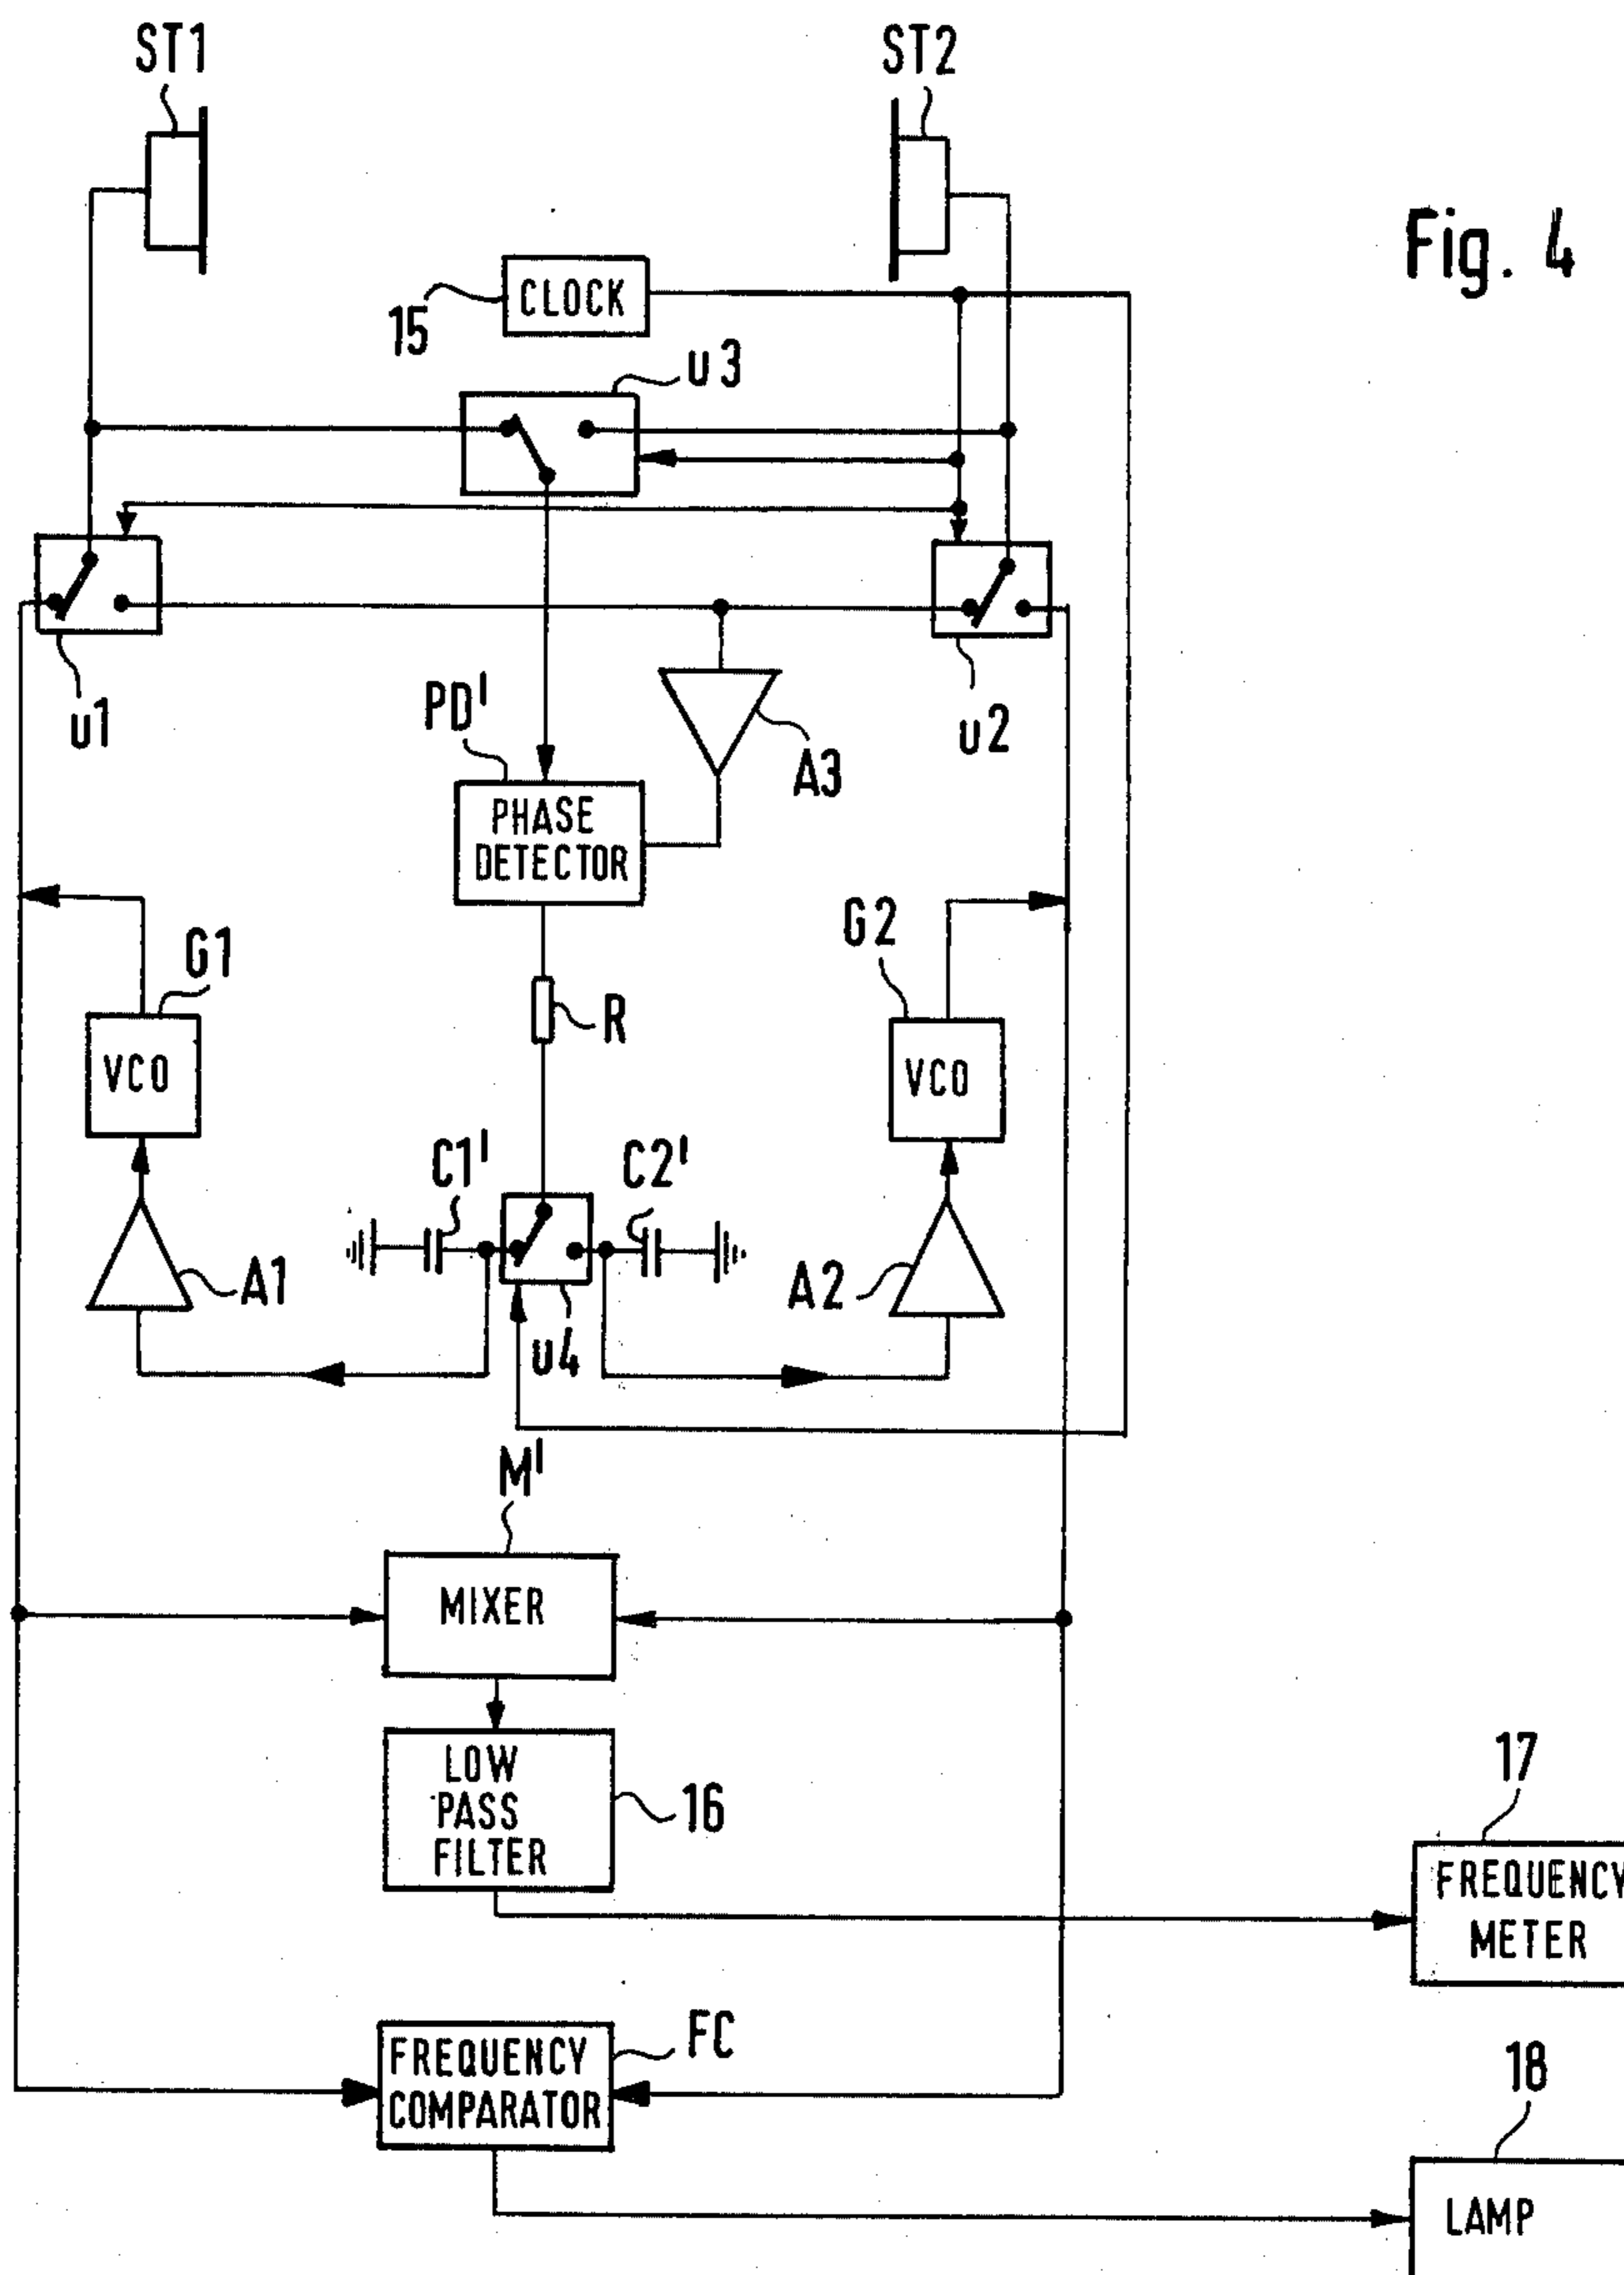 ST1
ST2
Fig. 4
CLOCK
15
u3
u1
u2
PD'
A3
PHASE
DETECTOR
G1
G2
R
VCO
VCO
C1'
C2'
A1
A2
u4
M'
MIXER
LOW
PASS
FILTER
16
17
FREQUENCY
METER
FC
FREQUENCY
COMPARATOR
18
LAMP